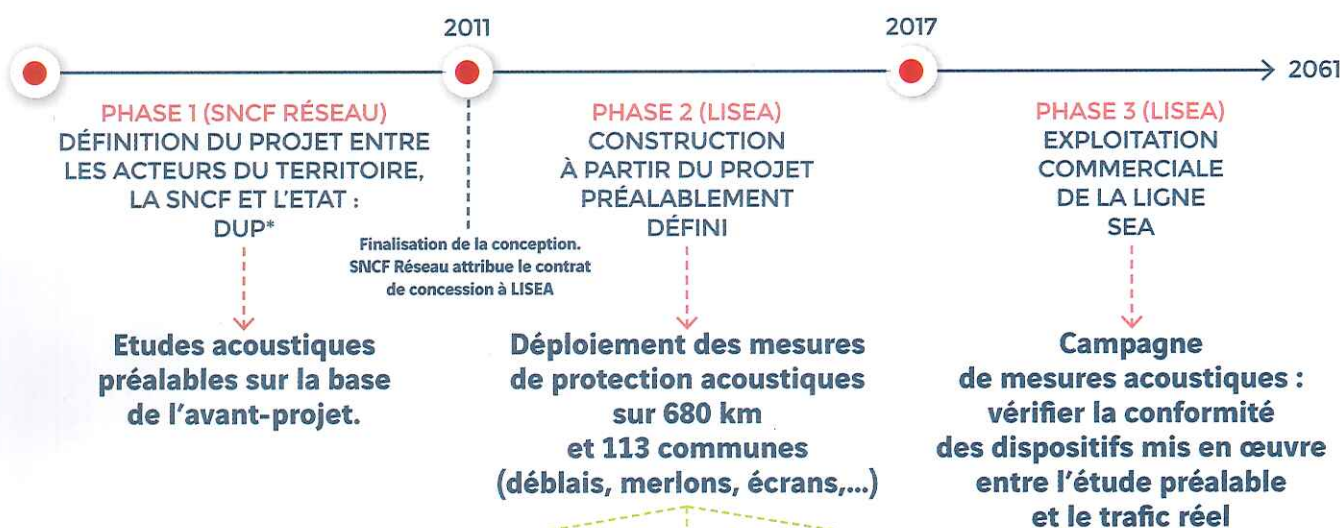 2011
2017
2061
PHASE 1 (SNCF RÉSEAU)
DÉFINITION DU PROJET ENTRE
LES ACTEURS DU TERRITOIRE,
LA SNCF ET L'ETAT :
DUP*
Finalisation de la conception.
SNCF Réseau attribue le contrat
de concession à LISEA
PHASE 2 (LISEA)
CONSTRUCTION
À PARTIR DU PROJET
PRÉALABLEMENT
DÉFINI
PHASE 3 (LISEA)
EXPLOITATION
COMMERCIALE
DE LA LIGNE
SEA
Etudes acoustiques
préalables sur la base
de l'avant-projet.
Déploiement des mesures
de protection acoustiques
sur 680 km
et 113 communes
(déblais, merlons, écrans,...)
Campagne
de mesures acoustiques :
vérifier la conformité
des dispositifs mis en œuvre
entre l'étude préalable
et le trafic réel